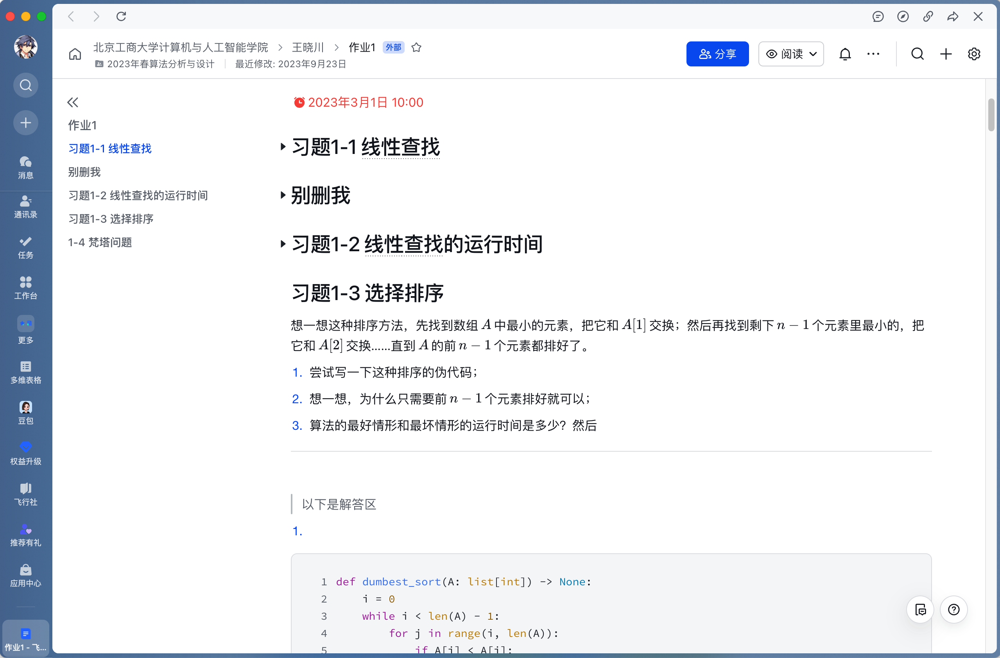 北京工商大学计算机与人工智能学院 > 王晓川 > 作业1 外部
2023年春算法分析与设计 | 最近修改: 2023年9月23日
分享
阅读
消息
通讯录
任务
工作台
更多
多维表格
豆包
权益升级
飞行社
推荐有礼
应用中心
作业1 - 飞...
作业1
习题1-1 线性查找
别删我
习题1-2 线性查找的运行时间
习题1-3 选择排序
1-4 梵塔问题
2023年3月1日 10:00
习题1-1 线性查找
别删我
习题1-2 线性查找的运行时间
习题1-3 选择排序
想一想这种排序方法，先找到数组 A 中最小的元素，把它和 A[1] 交换；然后再找到剩下 n − 1 个元素里最小的，把
它和 A[2] 交换......直到 A 的前 n − 1 个元素都排好了。
1. 尝试写一下这种排序的伪代码；
2. 想一想，为什么只需要前 n − 1 个元素排好就可以；
3. 算法的最好情形和最坏情形的运行时间是多少？然后
以下是解答区
1.
1 def dumbest_sort(A: list[int]) -> None:
2     i = 0
3     while i < len(A) - 1:
4         for j in range(i, len(A)):
5             if A[j] < A[i]: